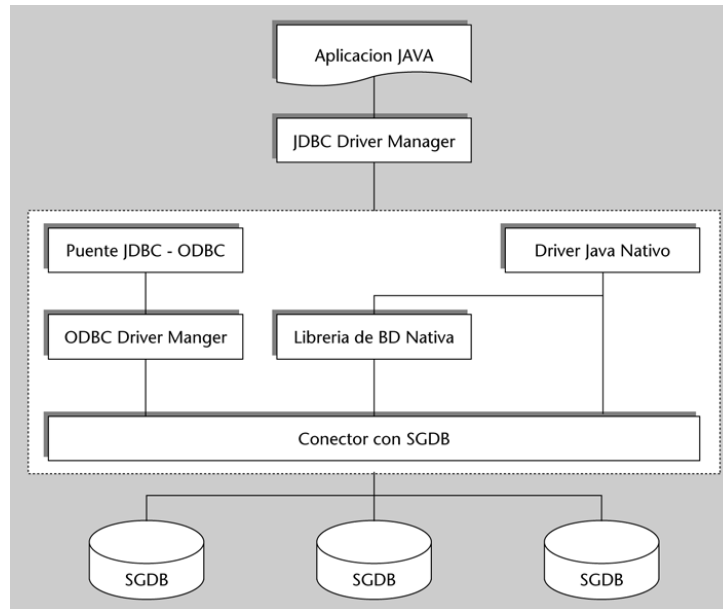 Aplicacion JAVA
JDBC Driver Manager
Puente JDBC - ODBC
Driver Java Nativo
ODBC Driver Manger
Libreria de BD Nativa
Conector con SGDB
SGDB
SGDB
SGDB